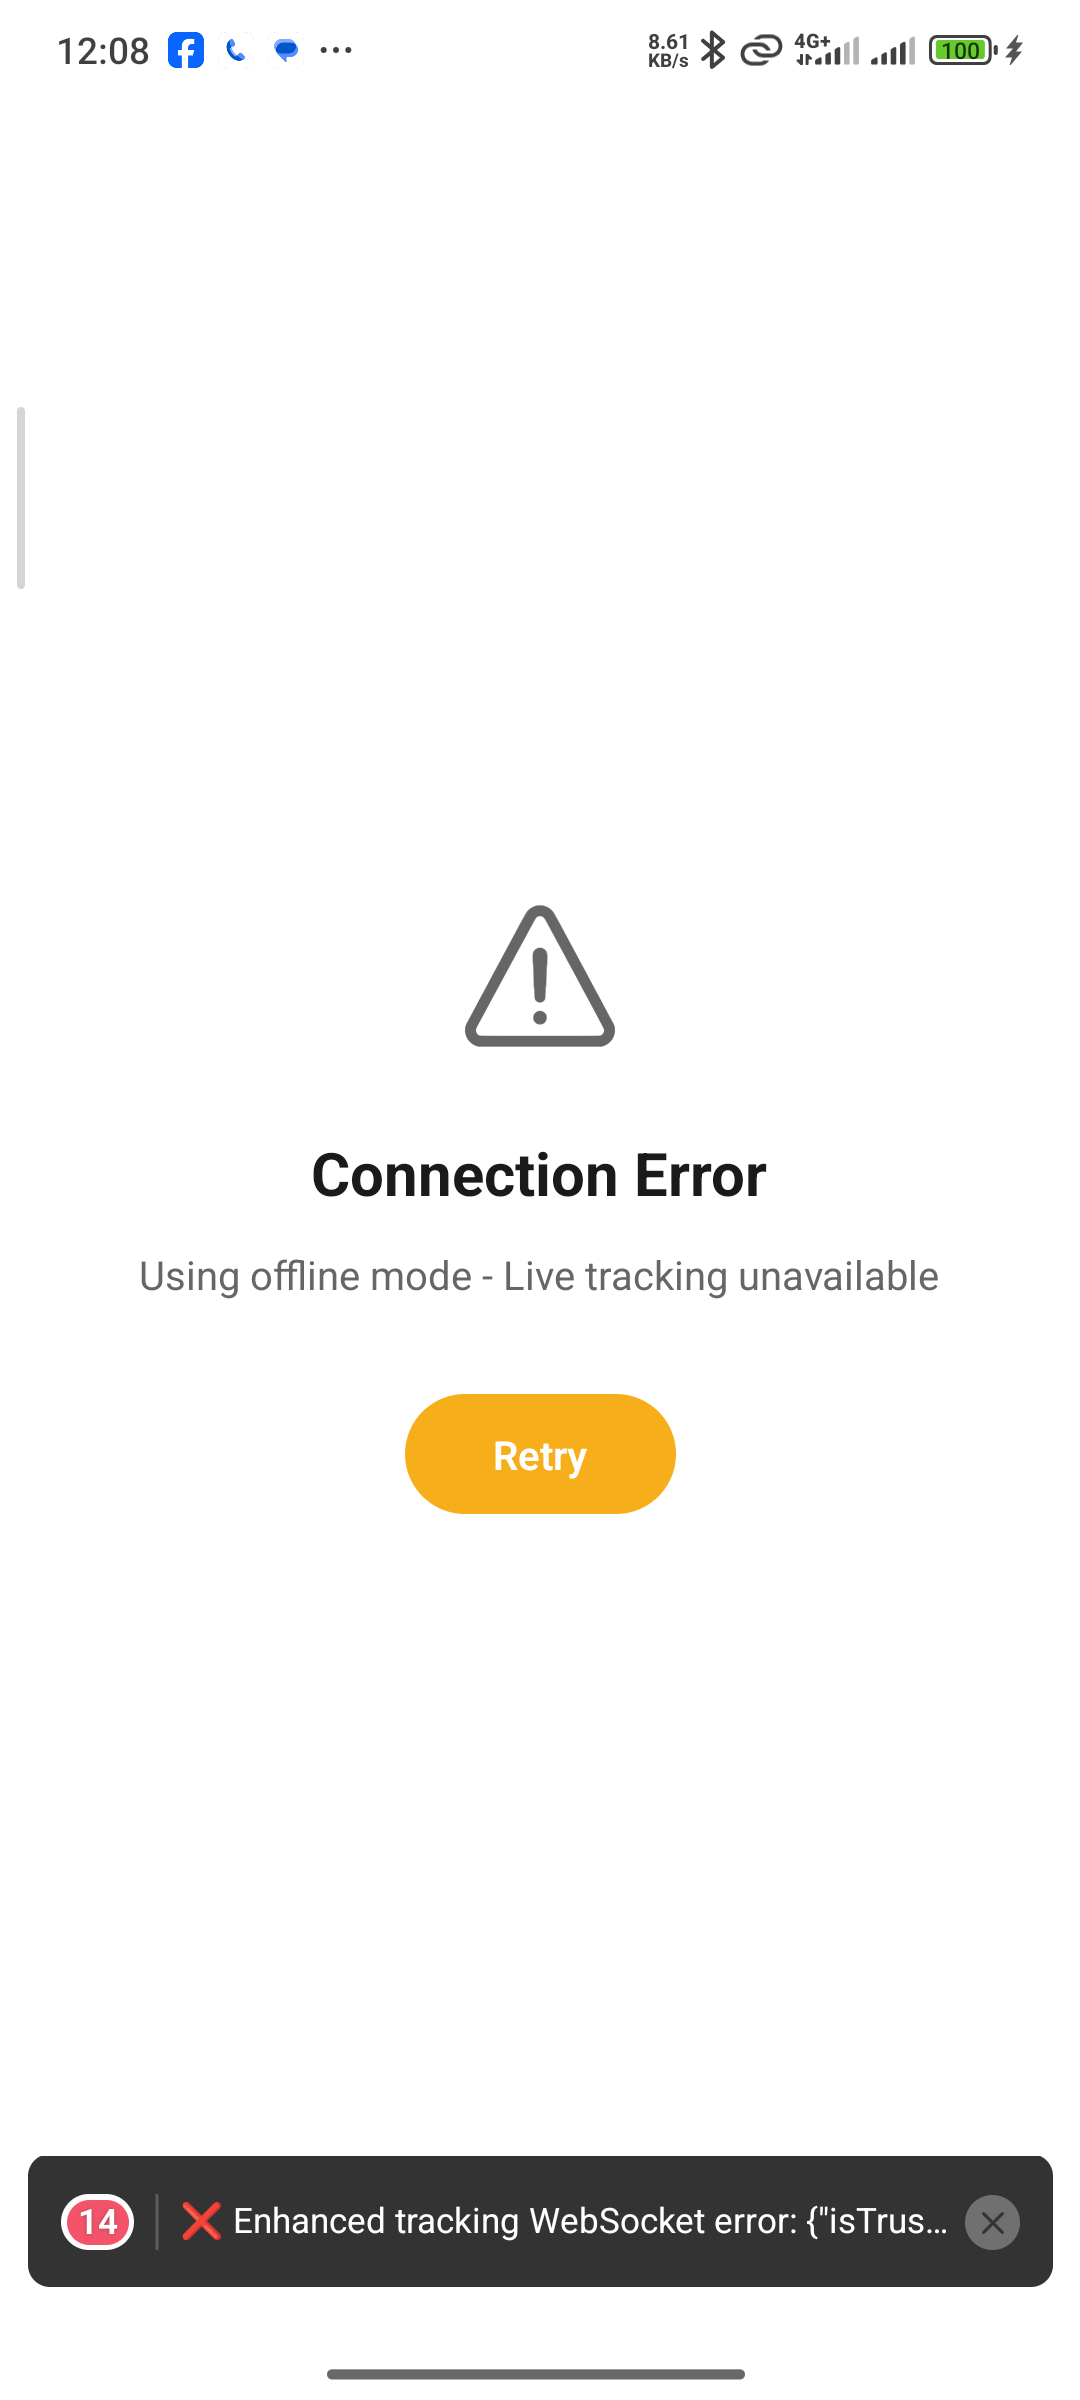 12:08
8.61
KB/s
4G+
100
Connection Error
Using offline mode - Live tracking unavailable
Retry
14 ❌ Enhanced tracking WebSocket error: {"isTrus...